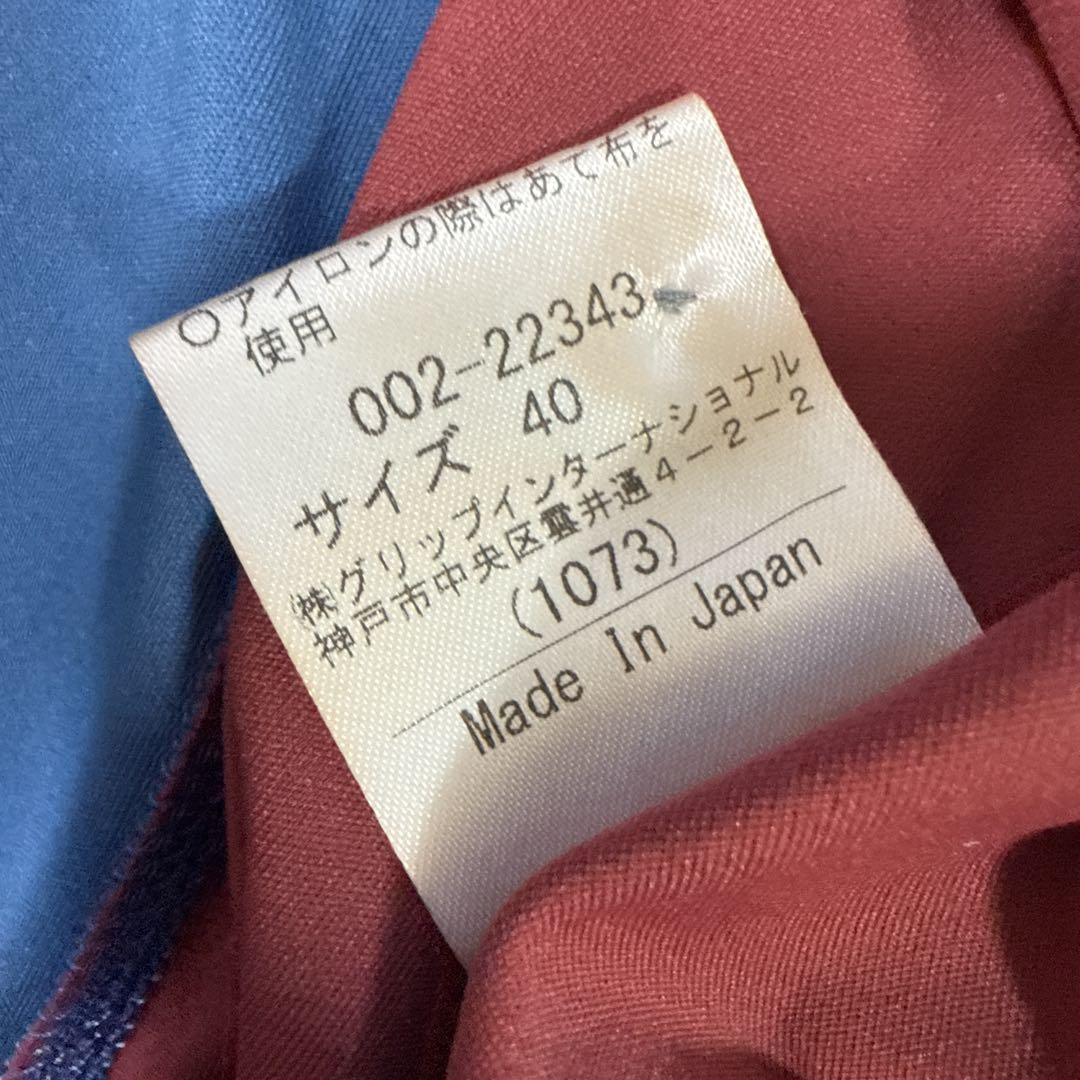 ○アイロンの際はあて布を
使用
002-22343
サイズ 40
㈱グリップインターナショナル
神戸市中央区雲井通4-2-2
(1073)
Made In Japan